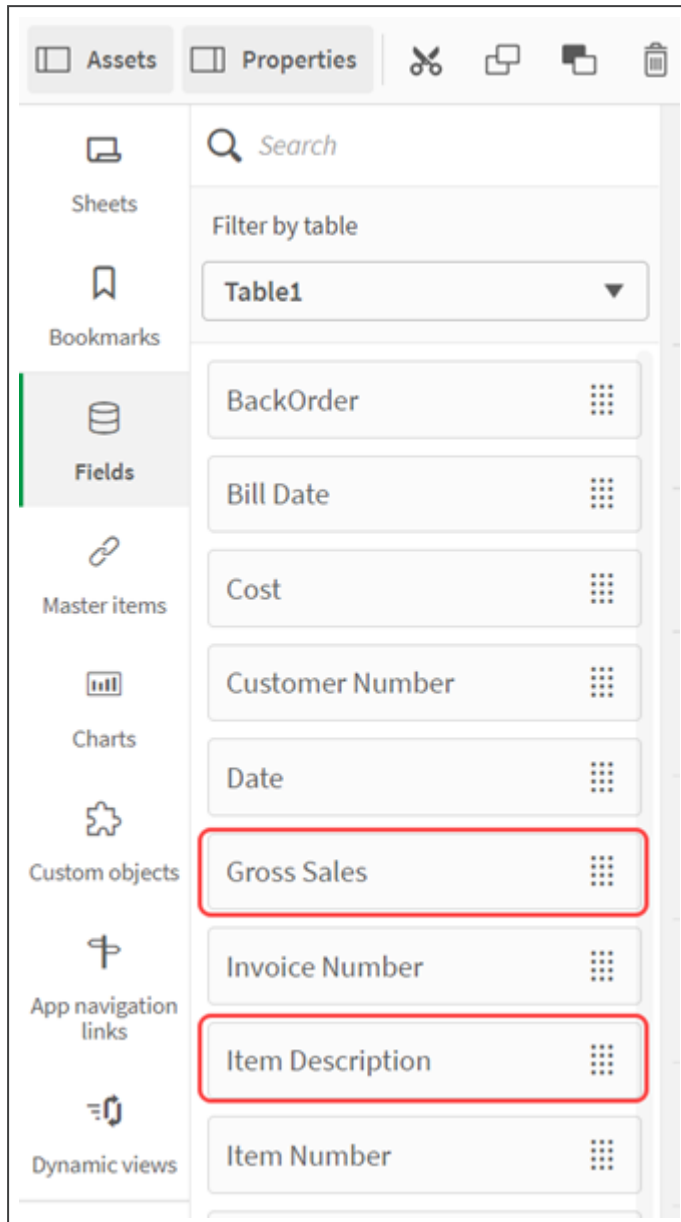 Assets
Properties
Sheets
Bookmarks
Fields
Master items
Charts
Custom objects
App navigation
links
Dynamic views
Search
Filter by table
Table1
BackOrder
Bill Date
Cost
Customer Number
Date
Gross Sales
Invoice Number
Item Description
Item Number